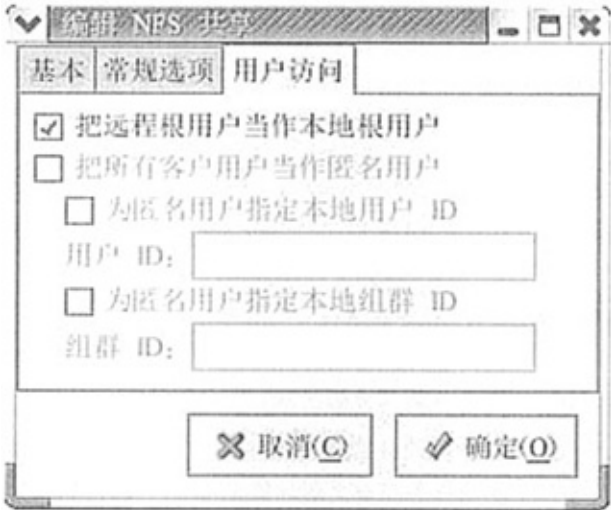 编辑 NFS 共享
基本 常规选项 用户访问
把远程根用户当作本地根用户
把所有客户用户当作匿名用户
为匿名用户指定本地用户 ID
用户 ID:
为匿名用户指定本地组群 ID
组群 ID:
取消(C) 确定(O)